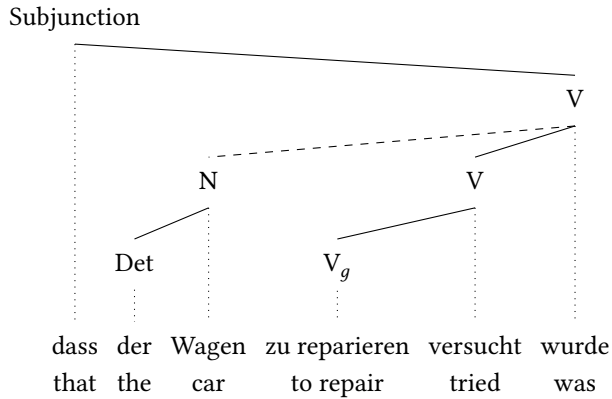 Subjunction
V
N V
Det V_g
dass der Wagen zu reparieren versucht wurde
that the car to repair tried was